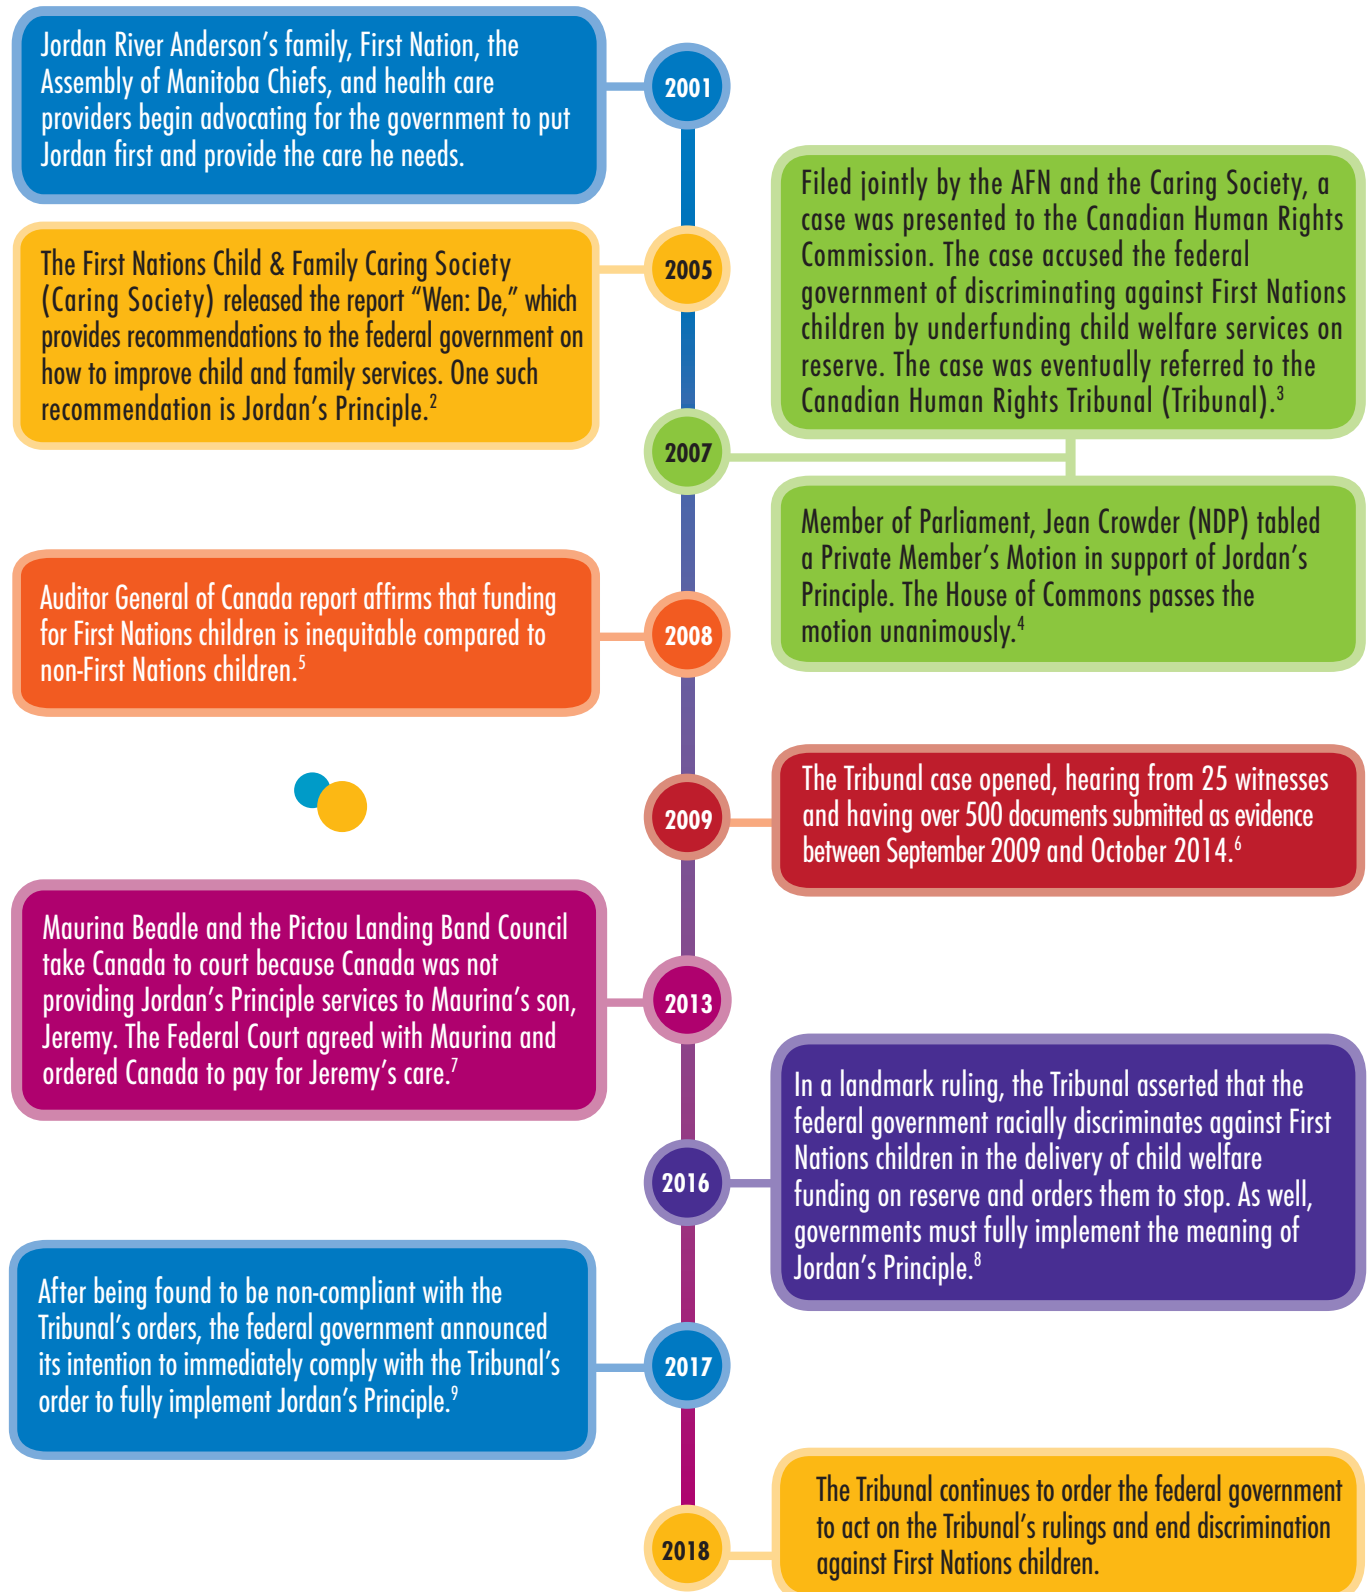 Jordan River Anderson’s family, First Nation, the
Assembly of Manitoba Chiefs, and health care
providers begin advocating for the government to put
Jordan first and provide the care he needs.
2001
The First Nations Child & Family Caring Society
(Caring Society) released the report “Wen: De,” which
provides recommendations to the federal government on
how to improve child and family services. One such
recommendation is Jordan’s Principle.2
2005
Filed jointly by the AFN and the Caring Society, a
case was presented to the Canadian Human Rights
Commission. The case accused the federal
government of discriminating against First Nations
children by underfunding child welfare services on
reserve. The case was eventually referred to the
Canadian Human Rights Tribunal (Tribunal).3
2007
Member of Parliament, Jean Crowder (NDP) tabled
a Private Member’s Motion in support of Jordan’s
Principle. The House of Commons passes the
motion unanimously.4
Auditor General of Canada report affirms that funding
for First Nations children is inequitable compared to
non-First Nations children.5
2008
2009
The Tribunal case opened, hearing from 25 witnesses
and having over 500 documents submitted as evidence
between September 2009 and October 2014.6
Maurina Beadle and the Pictou Landing Band Council
take Canada to court because Canada was not
providing Jordan’s Principle services to Maurina’s son,
Jeremy. The Federal Court agreed with Maurina and
ordered Canada to pay for Jeremy’s care.7
2013
2016
In a landmark ruling, the Tribunal asserted that the
federal government racially discriminates against First
Nations children in the delivery of child welfare
funding on reserve and orders them to stop. As well,
governments must fully implement the meaning of
Jordan’s Principle.8
After being found to be non-compliant with the
Tribunal’s orders, the federal government announced
its intention to immediately comply with the Tribunal’s
order to fully implement Jordan’s Principle.9
2017
2018
The Tribunal continues to order the federal government
to act on the Tribunal’s rulings and end discrimination
against First Nations children.